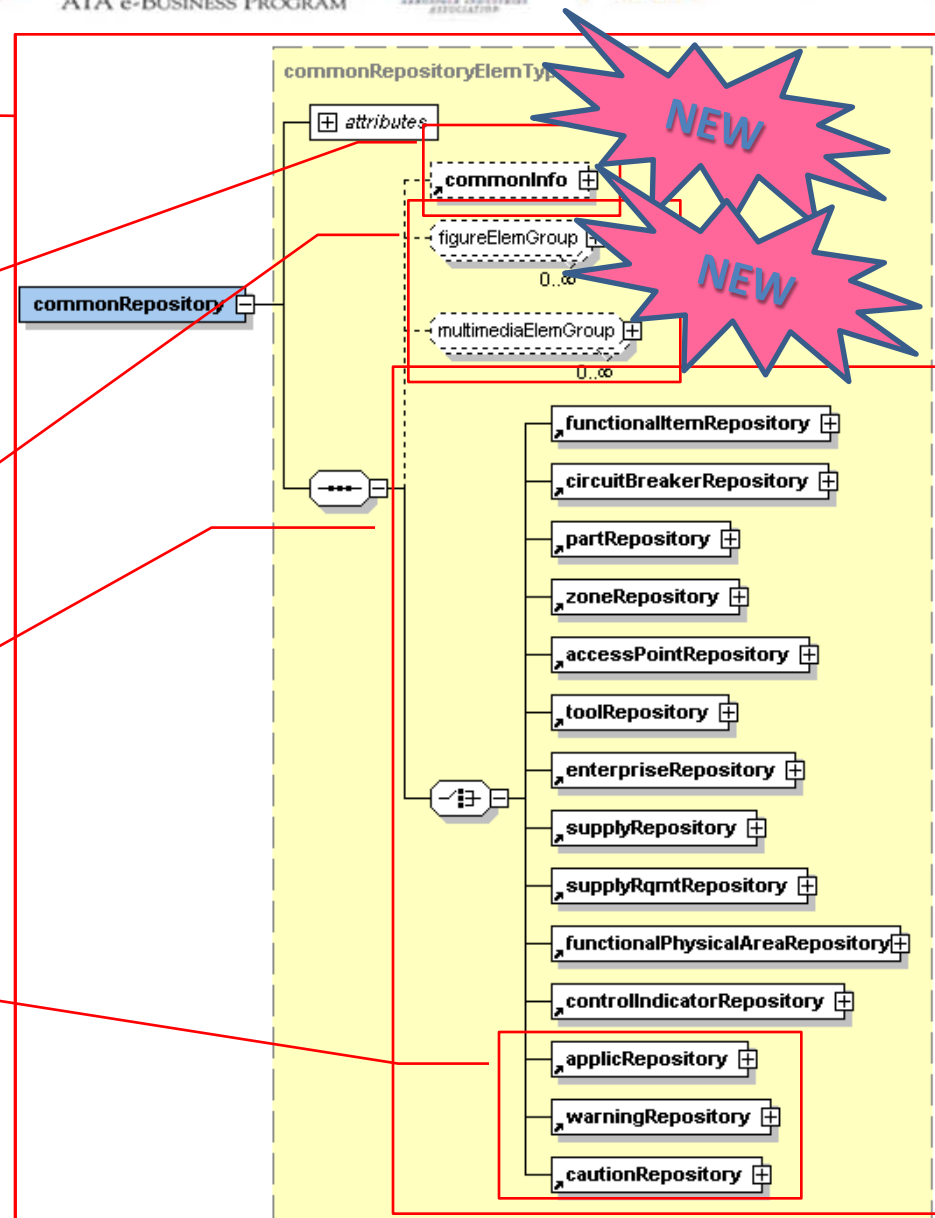 ATA e-BUSINESS PROGRAM
ASSOCIATION
commonRepositoryElemTyp
attributes
NEW
commonInfo
figureElemGroup
0..∞
NEW
commonRepository
multimediaElemGroup
0..∞
functionalItemRepository
circuitBreakerRepository
partRepository
zoneRepository
accessPointRepository
toolRepository
enterpriseRepository
supplyRepository
supplyRqmtRepository
functionalPhysicalAreaRepository
controlIndicatorRepository
applicRepository
warningRepository
cautionRepository